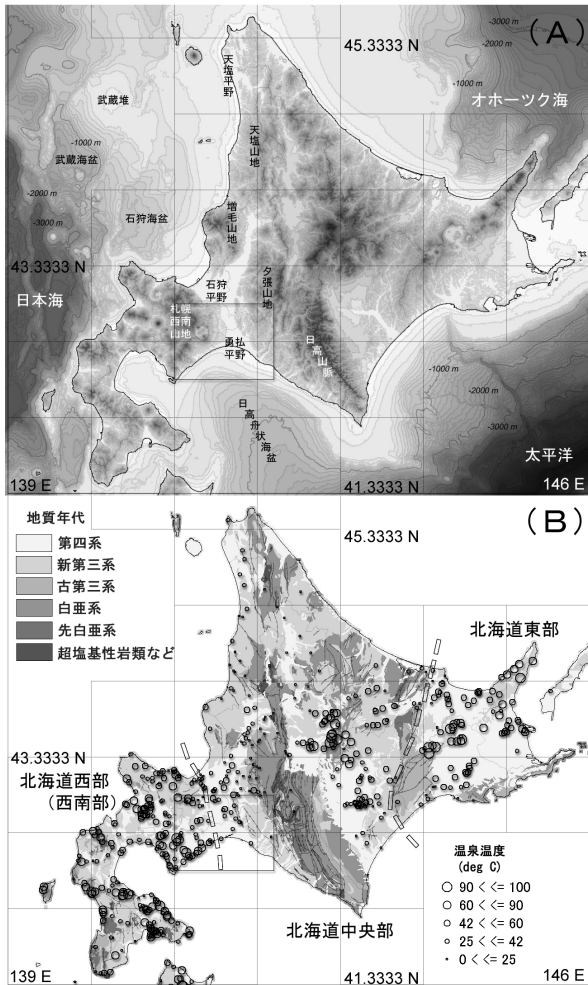 (A)
45.3333 N
-3000 m
-2000 m
-1000 m
オホーツク海
天塩平野
武蔵堆
天塩山地
-1000 m
武蔵海盆
-2000 m
石狩海盆
増毛山地
-3000 m
43.3333 N
石狩
平野
夕張山地
日本海
札幌
西南
山地
勇払
平野
日高山脈
-1000 m
-2000 m
-3000 m
日高舟状海盆
太平洋
139 E
41.3333 N
146 E
(B)
地質年代
45.3333 N
第四系
新第三系
古第三系
白亜系
先白亜系
超塩基性岩類など
北海道東部
43.3333 N
北海道西部
(西南部)
温泉温度
(deg C)
90 < <= 100
60 < <= 90
42 < <= 60
25 < <= 42
0 < <= 25
北海道中央部
139 E
41.3333 N
146 E